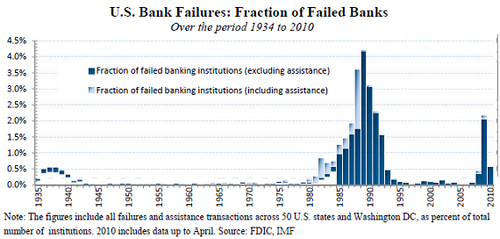 U.S. Bank Failures: Fraction of Failed Banks
Over the period 1934 to 2010
4.5%
4.0%
3.5%
3.0%
2.5%
2.0%
1.5%
1.0%
0.5%
0.0%
Fraction of failed banking institutions (excluding assistance)
Fraction of failed banking institutions (including assistance)
1935 1940 1945 1950 1955 1960 1965 1970 1975 1980 1985 1990 1995 2000 2005 2010
Note: The figures include all failures and assistance transactions across 50 U.S. states and Washington DC, as percent of total
number of institutions. 2010 includes data up to April. Source: FDIC, IMF